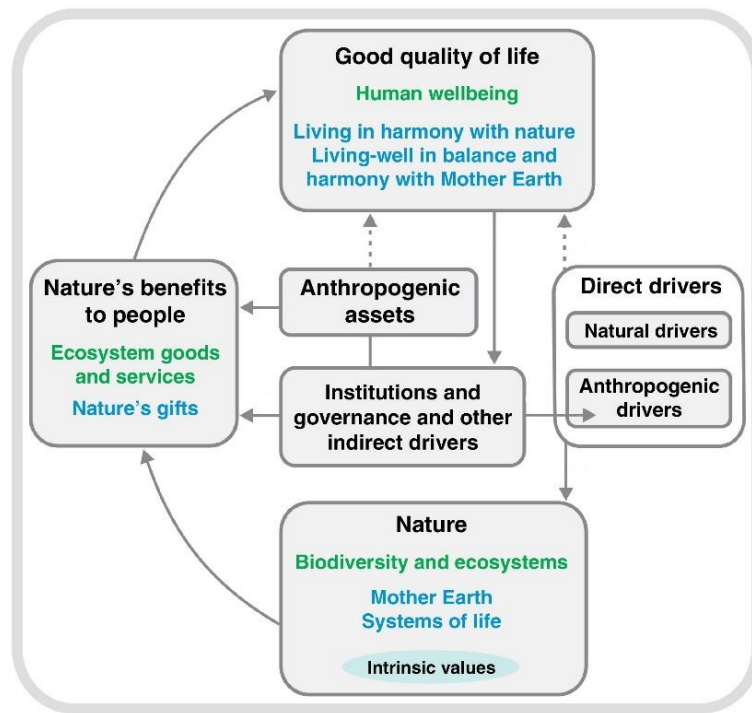 Good quality of life
Human wellbeing
Living in harmony with nature
Living-well in balance and
harmony with Mother Earth
Nature’s benefits
to people
Ecosystem goods
and services
Nature’s gifts
Anthropogenic
assets
Institutions and
governance and other
indirect drivers
Direct drivers
Natural drivers
Anthropogenic
drivers
Nature
Biodiversity and ecosystems
Mother Earth
Systems of life
Intrinsic values